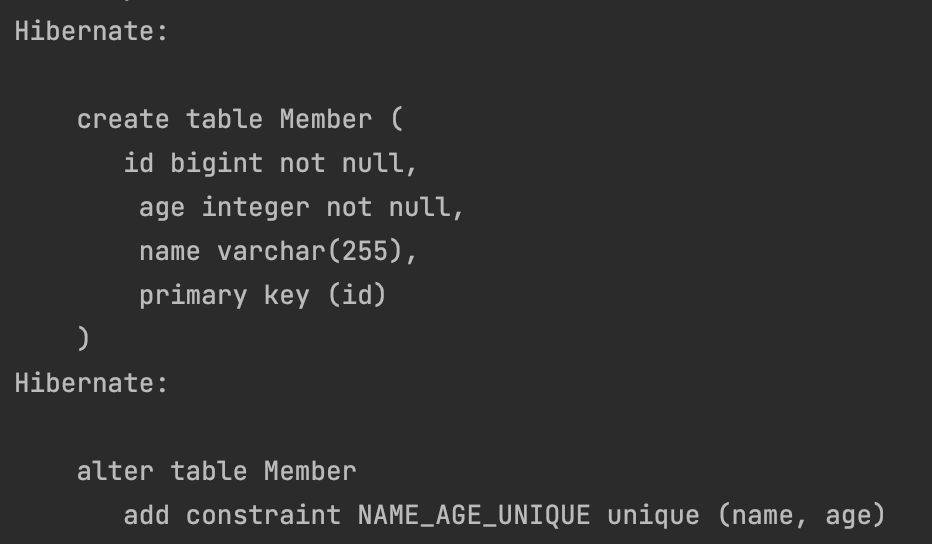 Hibernate:
create table Member (
id bigint not null,
age integer not null,
name varchar(255),
primary key (id)
)
Hibernate:
alter table Member
add constraint NAME_AGE_UNIQUE unique (name, age)